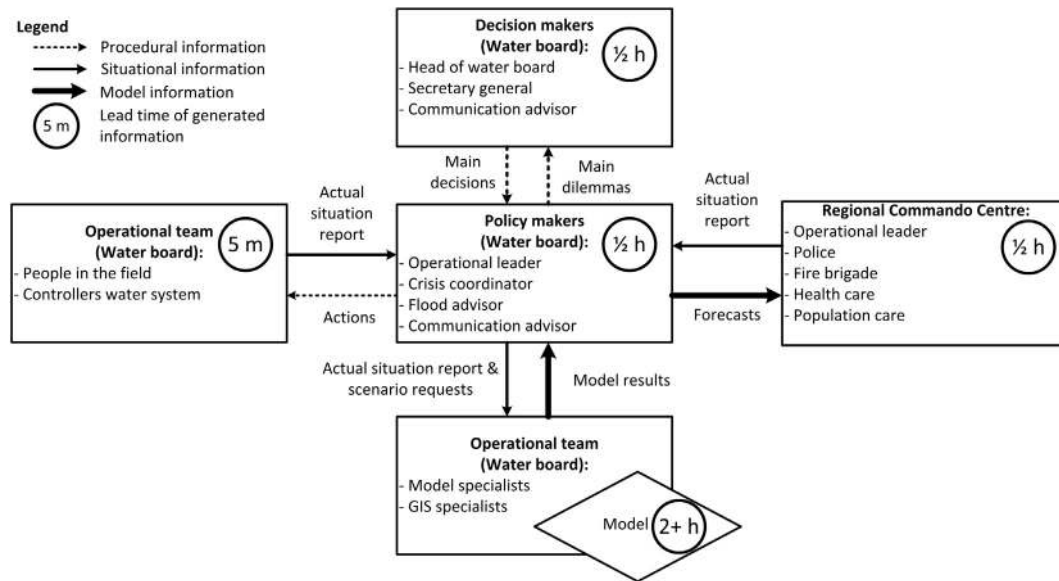 Legend
Procedural information
Situational information
Model information
5 m
Lead time of generated
information
Decision makers
(Water board):
½ h
- Head of water board
- Secretary general
- Communication advisor
Main
decisions
Main
dilemmas
Actual
situation
report
Actual
situation
report
Operational team
(Water board):
5 m
- People in the field
- Controllers water system
Policy makers
(Water board):
½ h
- Operational leader
- Crisis coordinator
- Flood advisor
- Communication advisor
Regional Commando Centre:
- Operational leader
- Police
- Fire brigade
- Health care
- Population care
½ h
Actions
Forecasts
Actual situation report &
scenario requests
Model results
Operational team
(Water board):
- Model specialists
- GIS specialists
Model
2+ h